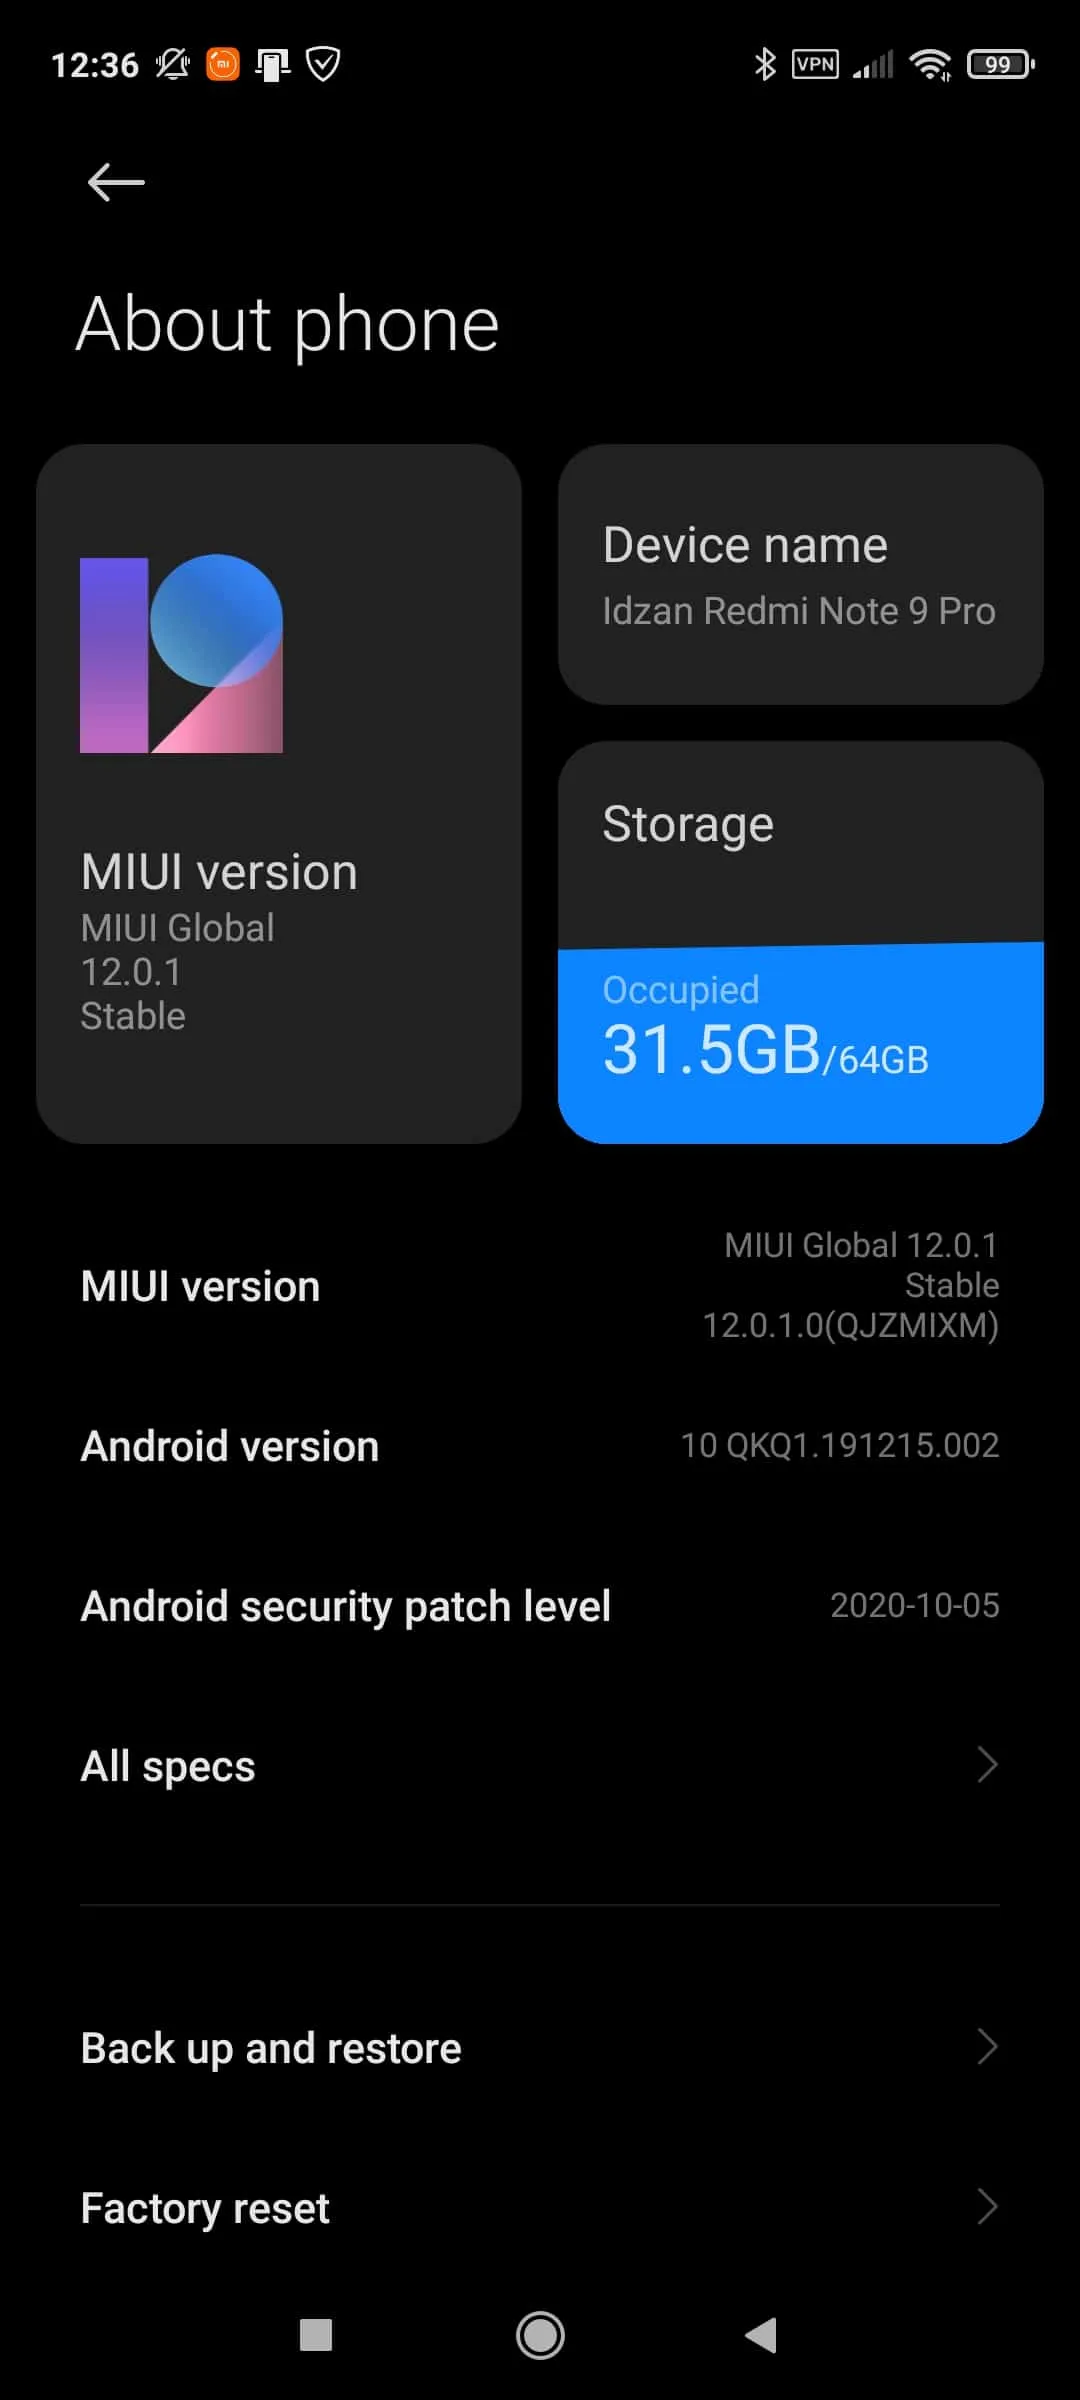 12:36
VPN
99
About phone
MIUI version
MIUI Global
12.0.1
Stable
Device name
Idzan Redmi Note 9 Pro
Storage
Occupied
31.5GB/64GB
MIUI version
MIUI Global 12.0.1
Stable
12.0.1.0(QJZMIXM)
Android version
10 QKQ1.191215.002
Android security patch level
2020-10-05
All specs
Back up and restore
Factory reset